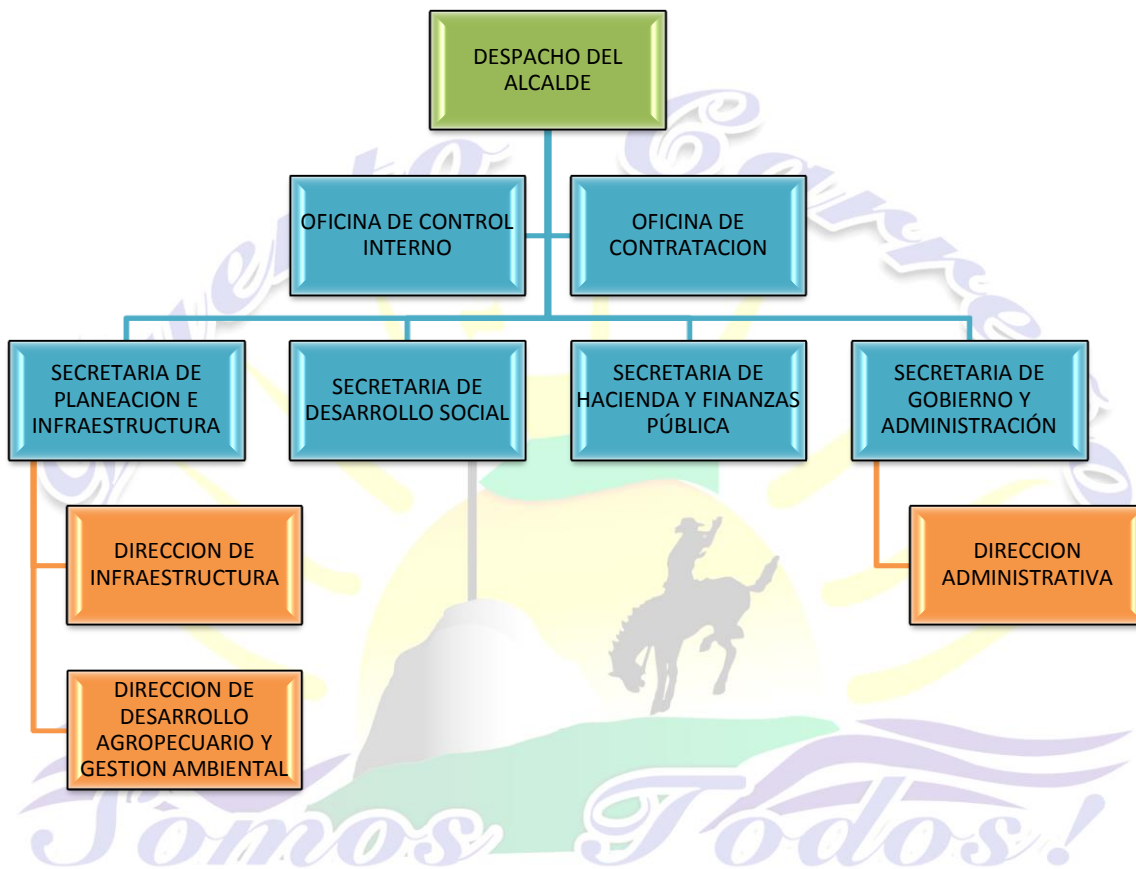 DESPACHO DEL
ALCALDE
OFICINA DE CONTROL
INTERNO
OFICINA DE
CONTRATACION
SECRETARIA DE
PLANEACION E
INFRAESTRUCTURA
SECRETARIA DE
DESARROLLO SOCIAL
SECRETARIA DE
HACIENDA Y FINANZAS
PÚBLICA
SECRETARIA DE
GOBIERNO Y
ADMINISTRACIÓN
DIRECCION DE
INFRAESTRUCTURA
DIRECCION
ADMINISTRATIVA
DIRECCION DE
DESARROLLO
AGROPECUARIO Y
GESTION AMBIENTAL
Somos Todos!